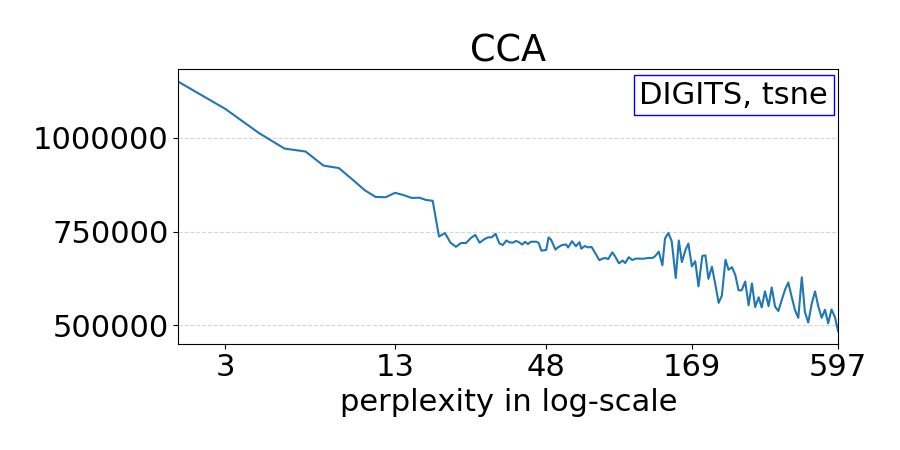 CCA
DIGITS, tsne
1000000
750000
500000
3 13 48 169 597
perplexity in log-scale